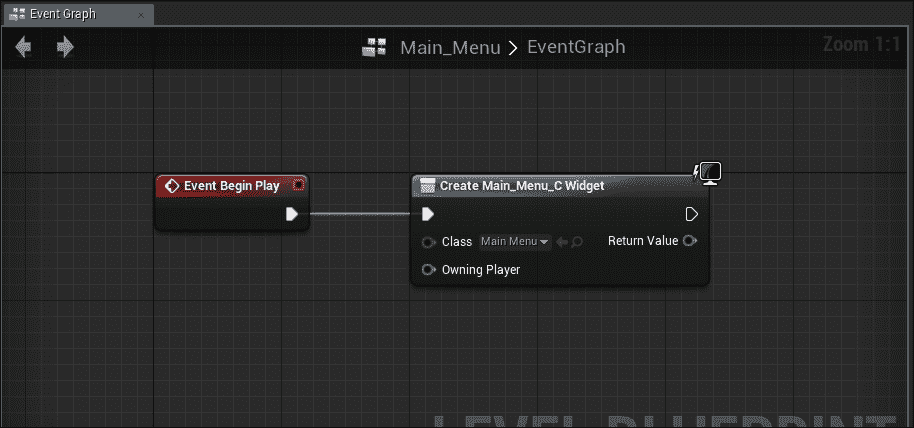 Event Graph
Main_Menu > EventGraph
Zoom 1:1
Event Begin Play
Create Main_Menu_C Widget
Class Main Menu
Return Value
Owning Player
LEVEL BLUEPRINT